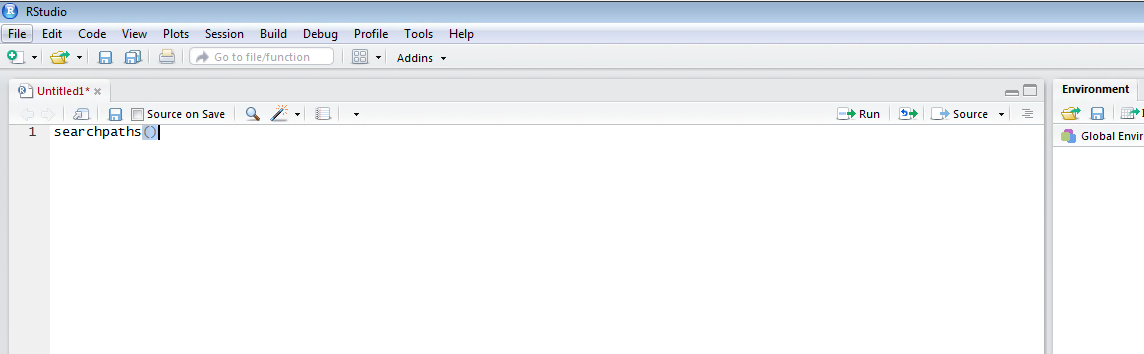 RStudio
File Edit Code View Plots Session Build Debug Profile Tools Help
Go to file/function Addins
Untitled1*
Source on Save Run Source
1 searchpaths()
Environment
Global Envir